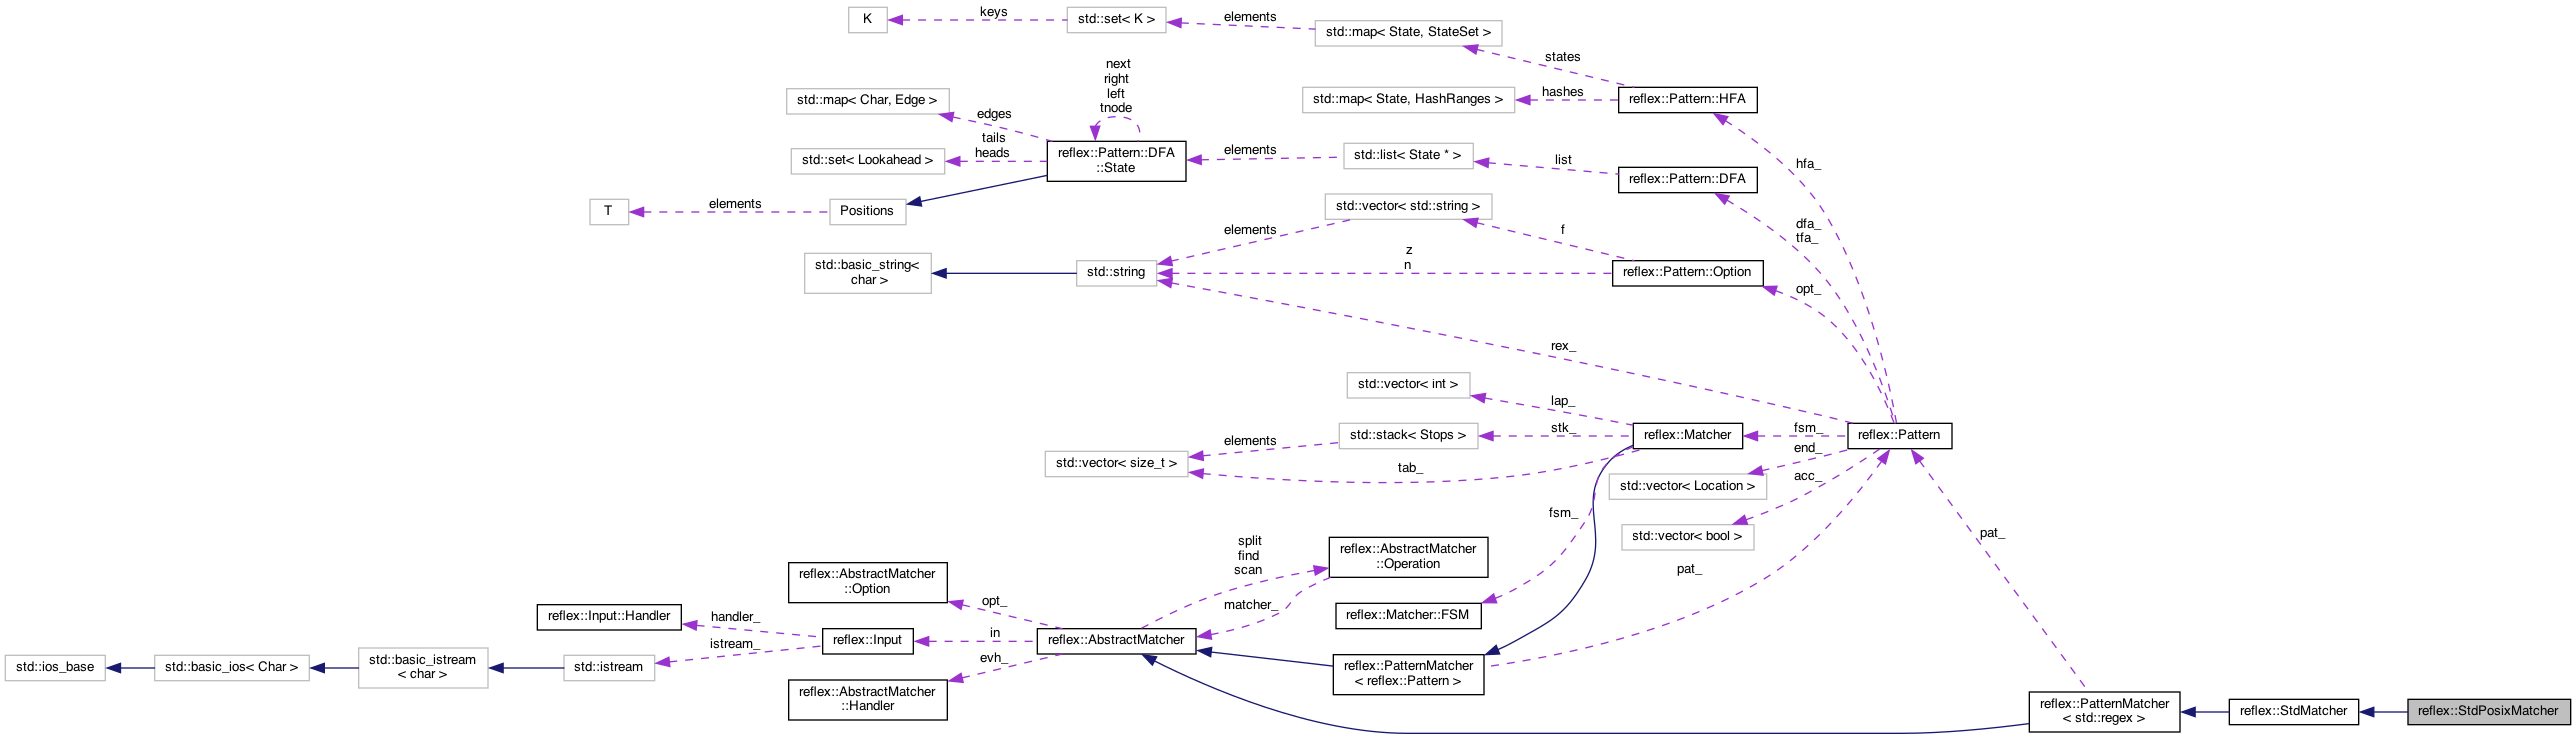 K
keys
std::set< K >
elements
std::map< State, StateSet >
states
next
right
left
tnode
std::map< Char, Edge >
edges
std::map< State, HashRanges >
hashes
reflex::Pattern::HFA
tails
heads
std::set< Lookahead >
reflex::Pattern::DFA
::State
elements
std::list< State * >
list
reflex::Pattern::DFA
hfa_
T
elements
Positions
std::vector< std::string >
elements
f
dfa_
tfa_
std::basic_string<
char >
std::string
z
n
reflex::Pattern::Option
opt_
rex_
std::vector< int >
lap_
std::vector< size_t >
elements
std::stack< Stops >
stk_
reflex::Matcher
fsm_
reflex::Pattern
tab_
end_
std::vector< Location >
acc_
std::vector< bool >
fsm_
pat_
pat_
split
find
scan
reflex::AbstractMatcher
::Operation
matcher_
reflex::AbstractMatcher
::Option
opt_
reflex::Matcher::FSM
reflex::Input::Handler
handler_
reflex::Input
in
reflex::AbstractMatcher
istream_
evh_
std::ios_base
std::basic_ios< Char >
std::basic_istream
< char >
std::istream
reflex::PatternMatcher
< reflex::Pattern >
reflex::AbstractMatcher
::Handler
reflex::PatternMatcher
< std::regex >
reflex::StdMatcher
reflex::StdPosixMatcher